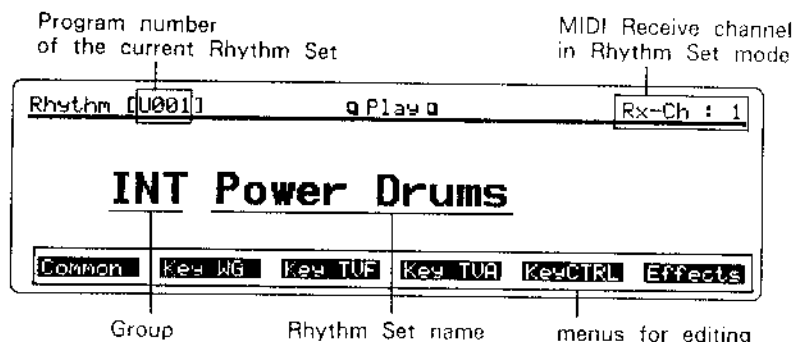 Program number
of the current Rhythm Set
MIDI Receive channel
in Rhythm Set mode
Rhythm [U001] Play Rx-Ch : 1
INT Power Drums
Common Key WG Key TVF Key TVA KeyCTRL Effects
Group Rhythm Set name menus for editing